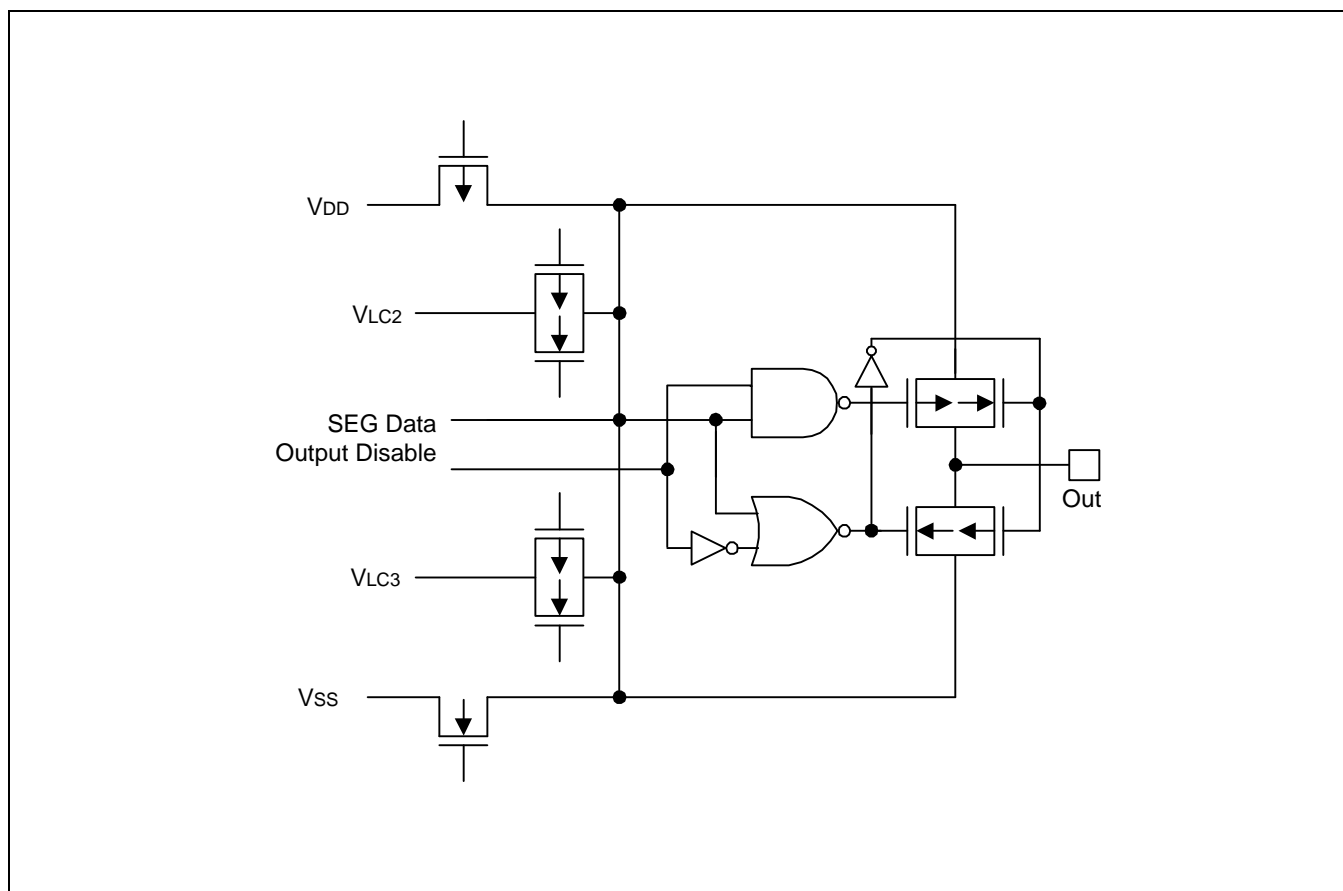 VDD
VLC2
SEG Data
Output Disable
Out
VLC3
VSS